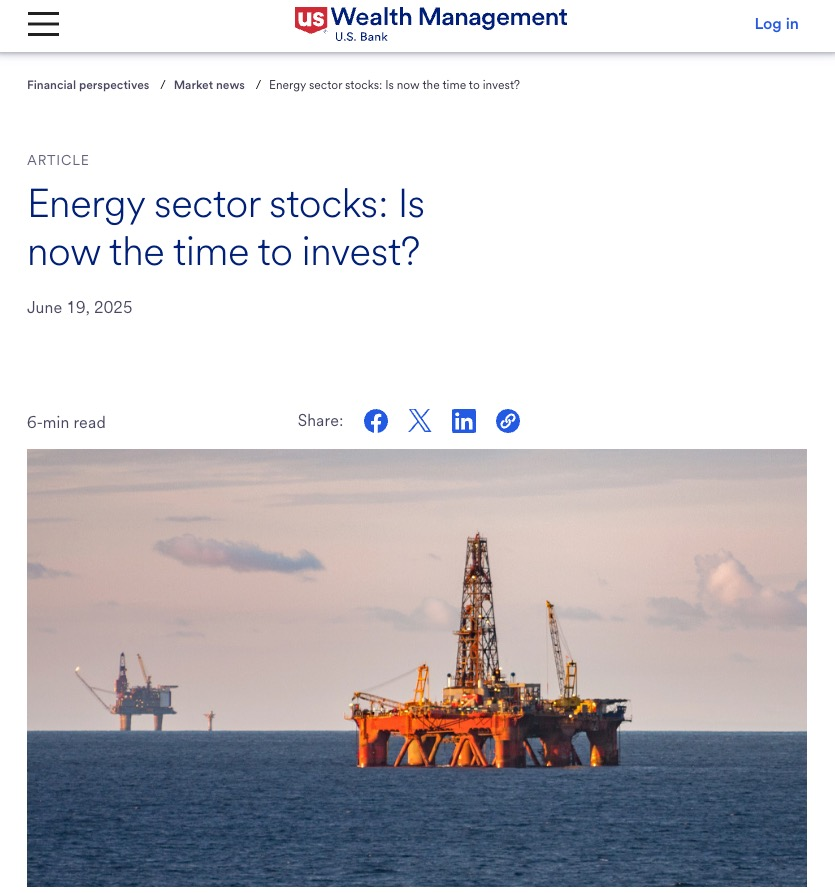 us Wealth Management
U.S. Bank
Log in
Financial perspectives / Market news / Energy sector stocks: Is now the time to invest?
ARTICLE
Energy sector stocks: Is
now the time to invest?
June 19, 2025
6-min read
Share: